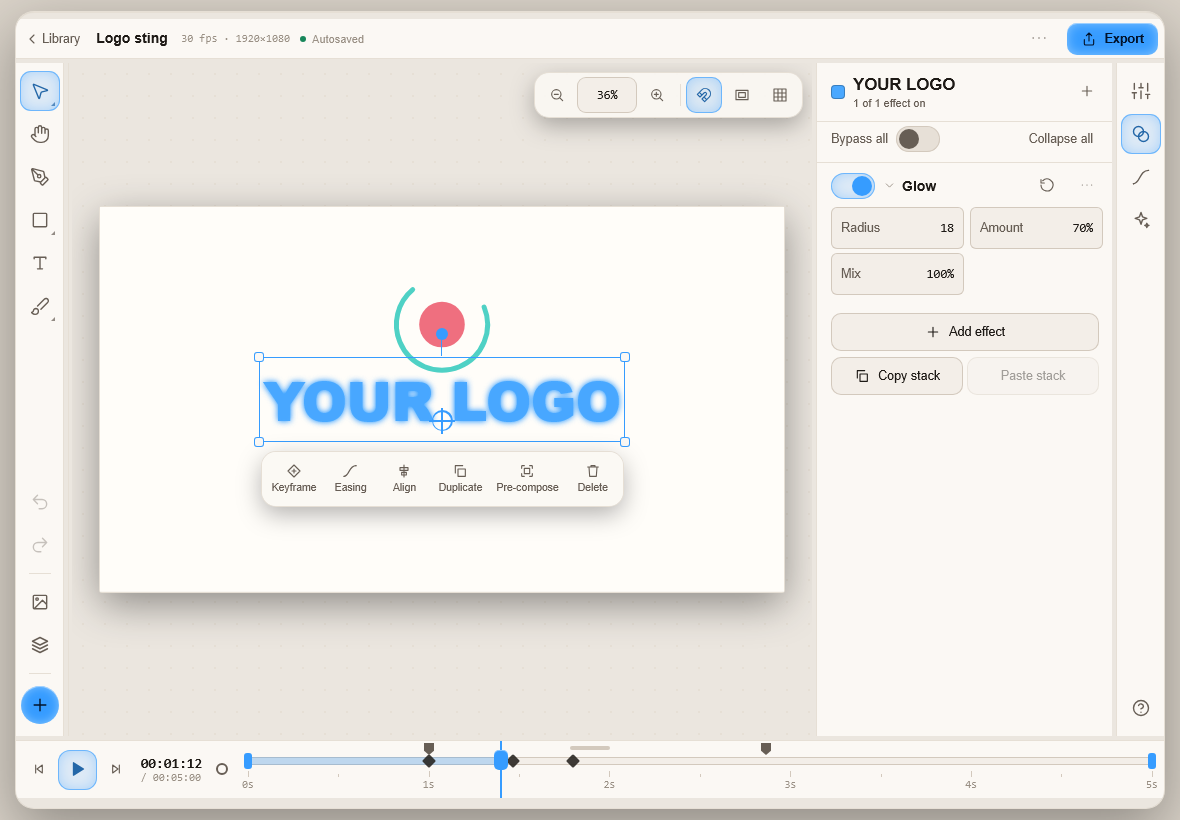 Library
Logo sting
30 fps · 1920×1080
Autosaved
Export
36%
YOUR LOGO
1 of 1 effect on
Bypass all
Collapse all
Glow
Radius 18
Amount 70%
Mix 100%
Add effect
Copy stack
Paste stack
YOUR LOGO
Keyframe
Easing
Align
Duplicate
Pre-compose
Delete
00:01:12
/ 00:05:00
0s
1s
2s
3s
4s
5s